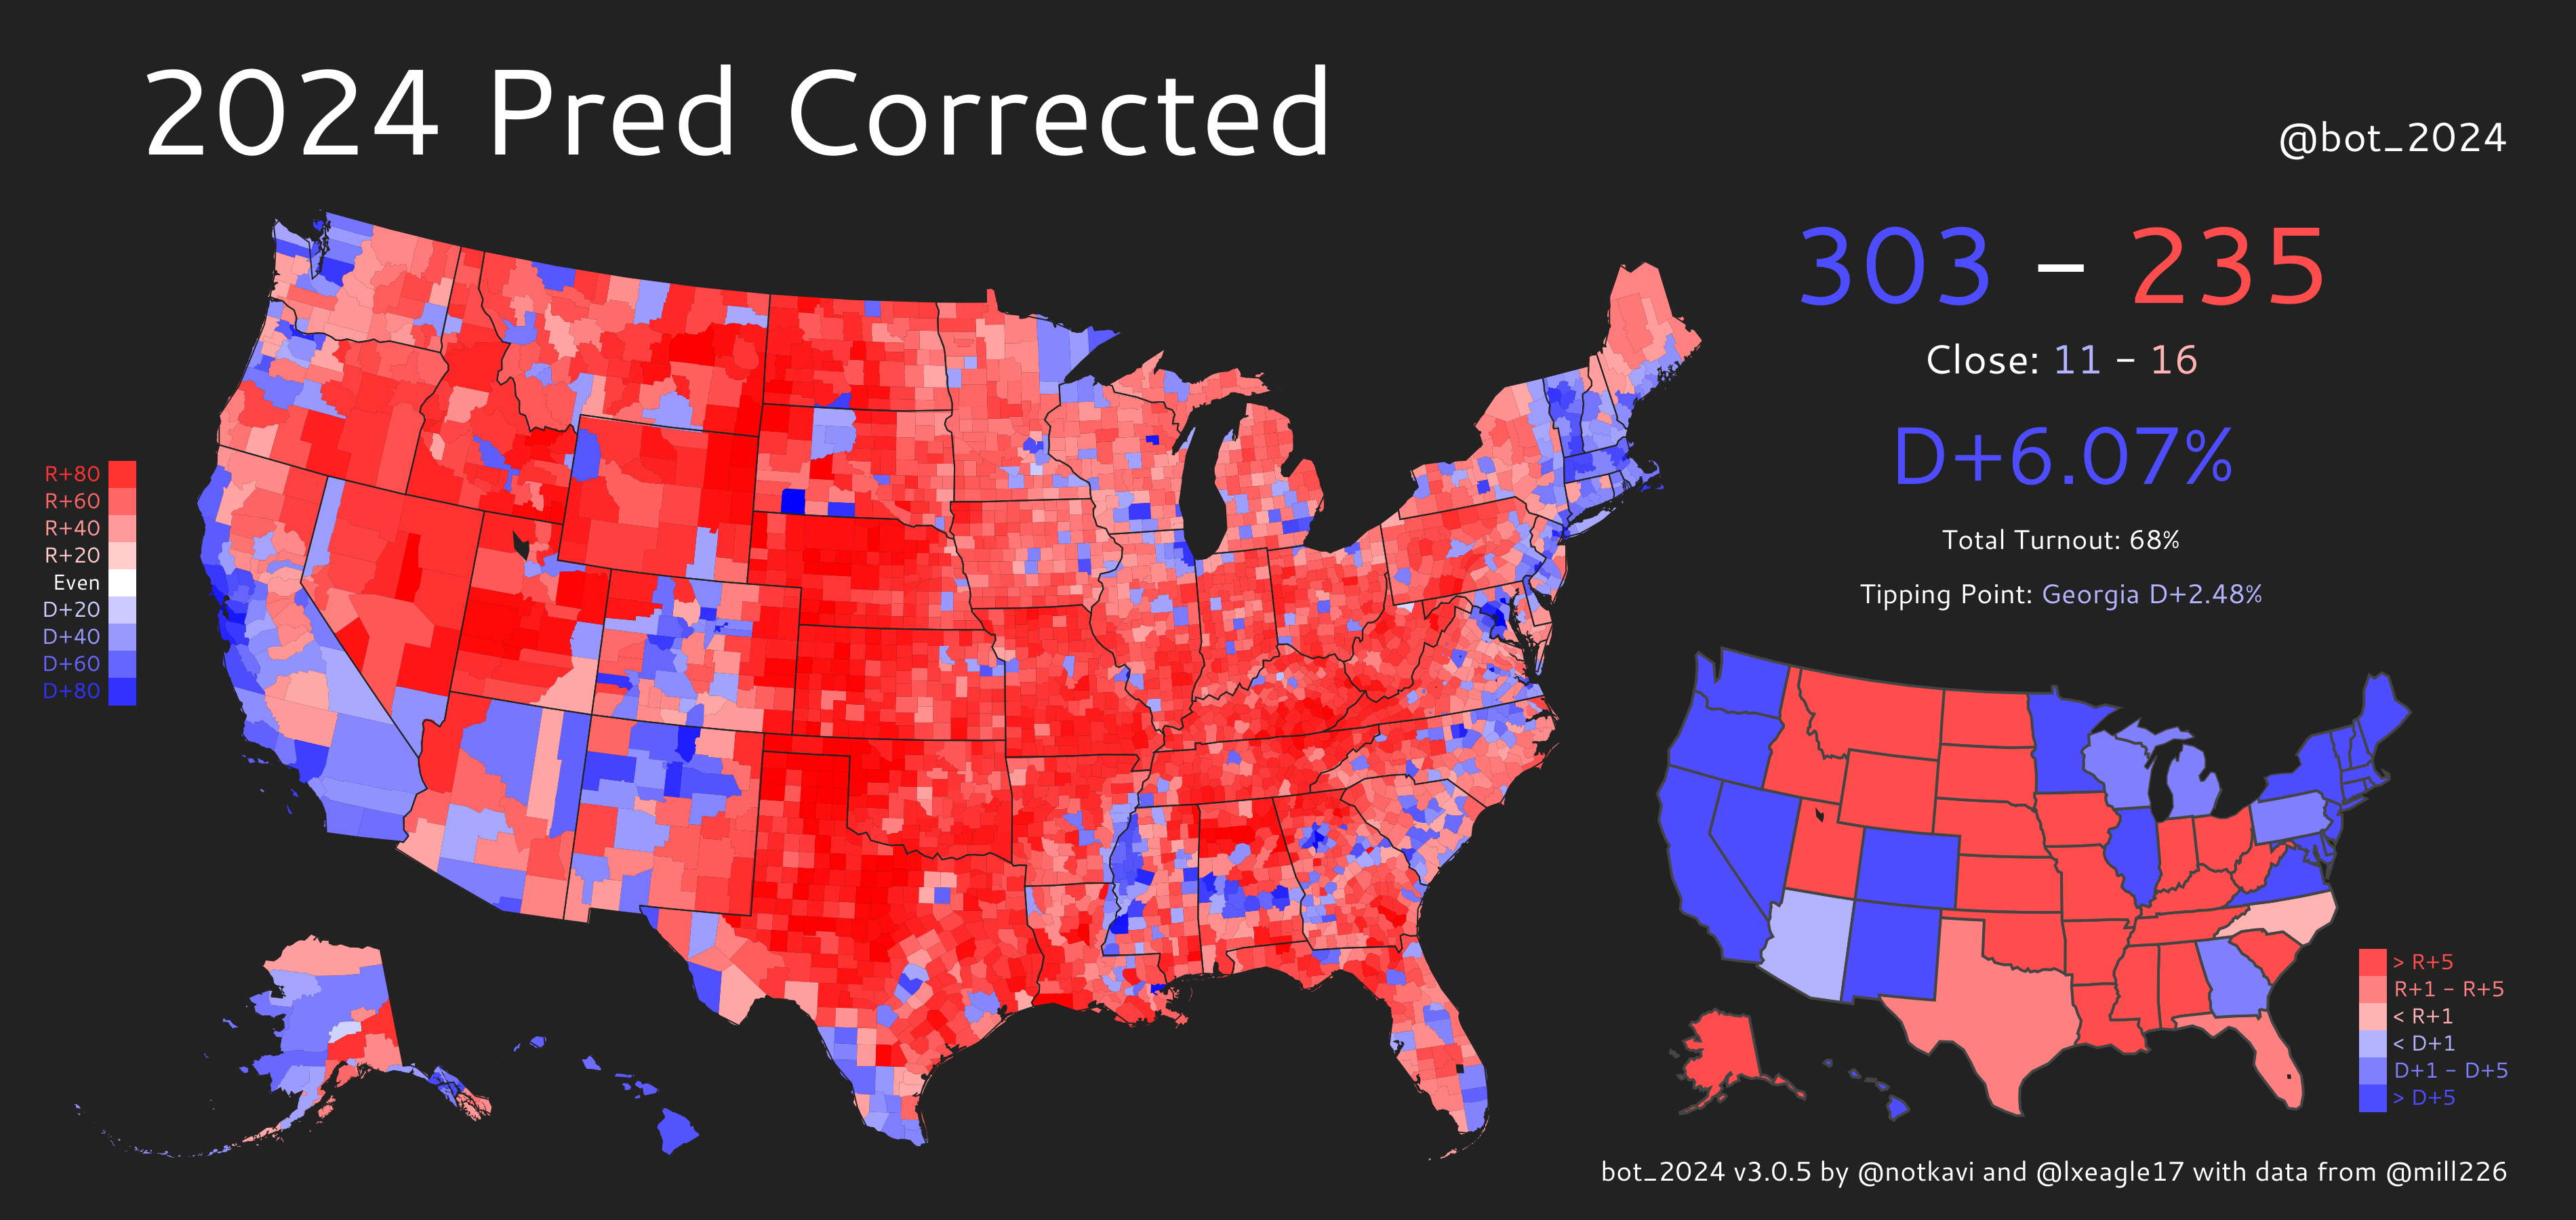 2024 Pred Corrected
@bot_2024
303 – 235
Close: 11 – 16
D+6.07%
Total Turnout: 68%
Tipping Point: Georgia D+2.48%
R+80
R+60
R+40
R+20
Even
D+20
D+40
D+60
D+80
> R+5
R+1 – R+5
< R+1
< D+1
D+1 – D+5
> D+5
bot_2024 v3.0.5 by @notkavi and @lxeagle17 with data from @mill226